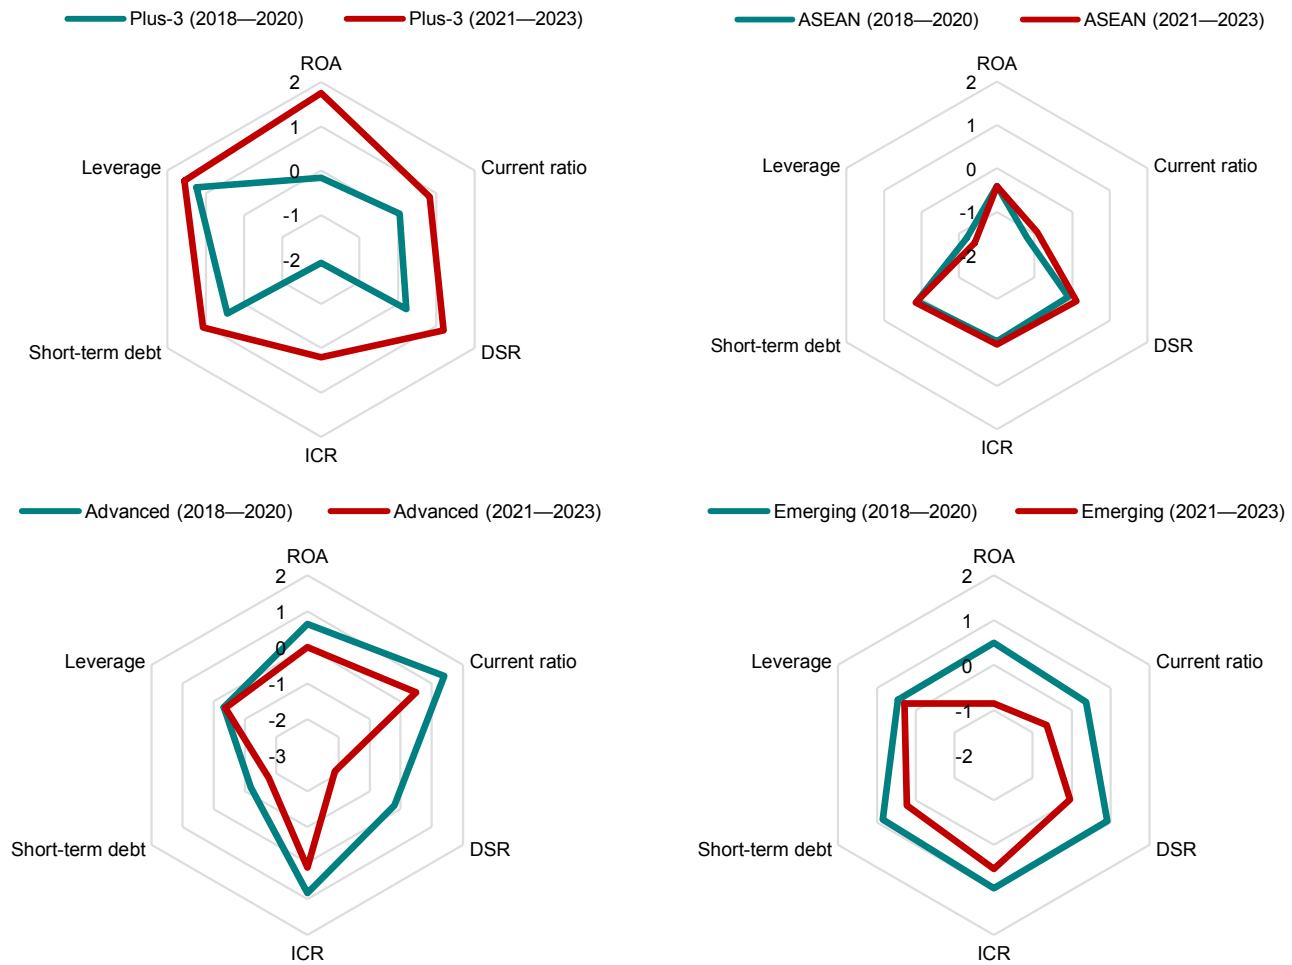 Plus-3 (2018—2020) Plus-3 (2021—2023)
ROA
2
1
0
-1
-2
Leverage
Current ratio
Short-term debt
DSR
ICR
ASEAN (2018—2020) ASEAN (2021—2023)
ROA
2
1
0
-1
-2
Leverage
Current ratio
Short-term debt
DSR
ICR
Advanced (2018—2020) Advanced (2021—2023)
ROA
2
1
0
-1
-2
-3
Leverage
Current ratio
Short-term debt
DSR
ICR
Emerging (2018—2020) Emerging (2021—2023)
ROA
2
1
0
-1
-2
Leverage
Current ratio
Short-term debt
DSR
ICR